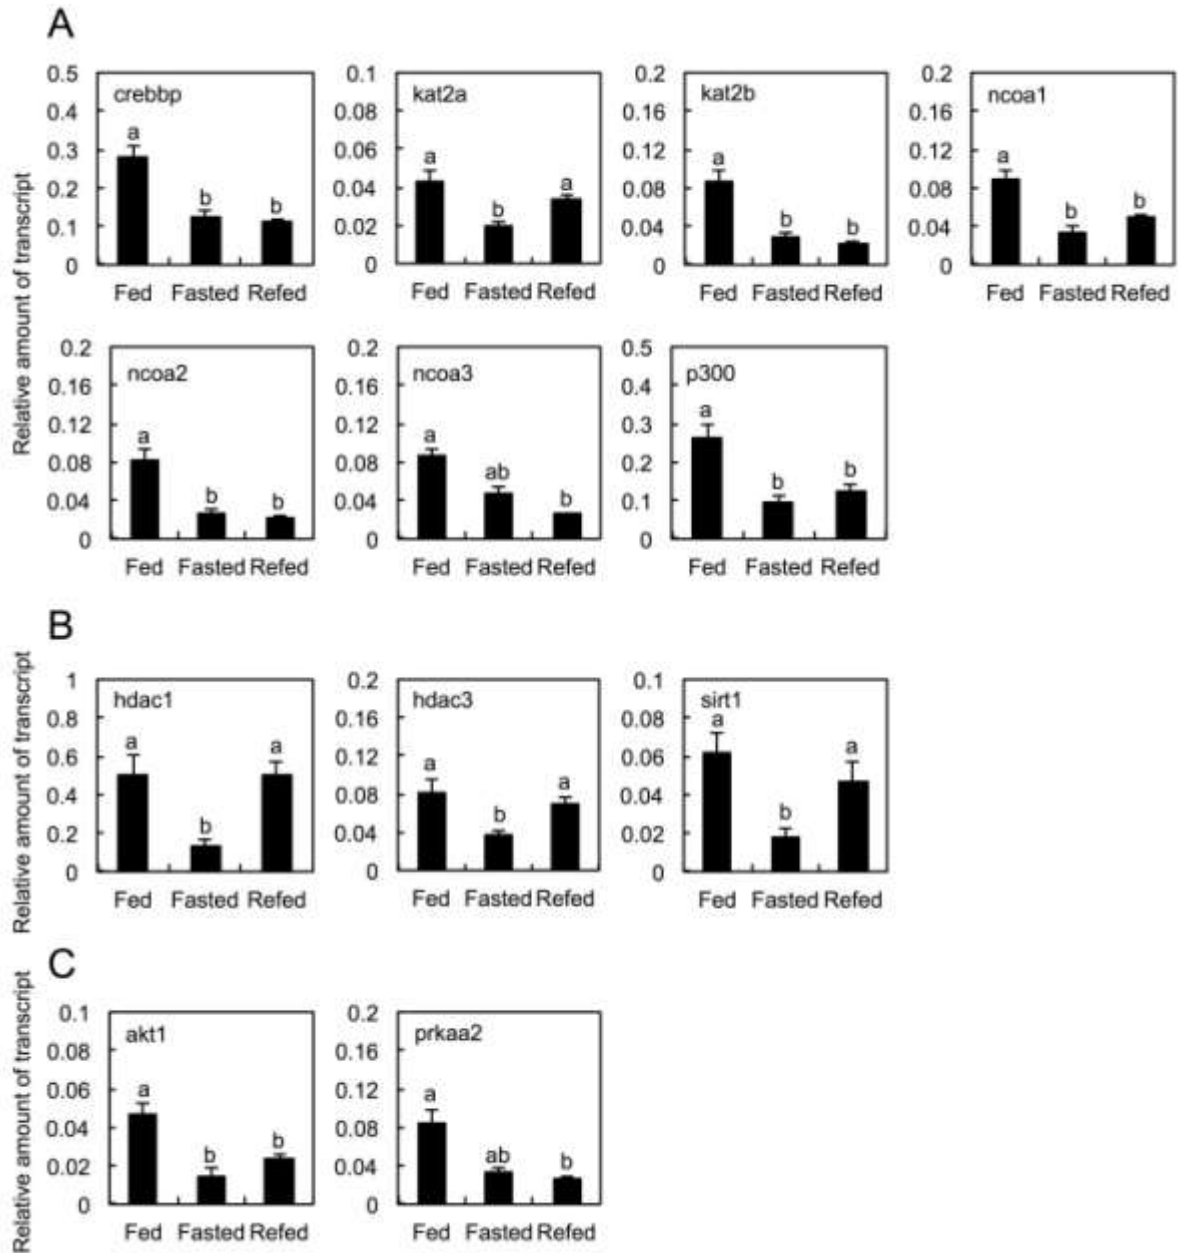 A
Relative amount of transcript
0.5
0.4
0.3
0.2
0.1
0
crebbp
a
b
b
Fed Fasted Refed
0.1
0.08
0.06
0.04
0.02
0
kat2a
a
b
a
Fed Fasted Refed
0.2
0.16
0.12
0.08
0.04
0
kat2b
a
b
b
Fed Fasted Refed
0.2
0.16
0.12
0.08
0.04
0
ncoa1
a
b
b
Fed Fasted Refed
0.2
0.16
0.12
0.08
0.04
0
ncoa2
a
b
b
Fed Fasted Refed
0.2
0.16
0.12
0.08
0.04
0
ncoa3
a
ab
b
Fed Fasted Refed
0.5
0.4
0.3
0.2
0.1
0
p300
a
b
b
Fed Fasted Refed
B
Relative amount of transcript
1
0.8
0.6
0.4
0.2
0
hdac1
a
b
a
Fed Fasted Refed
0.2
0.16
0.12
0.08
0.04
0
hdac3
a
b
a
Fed Fasted Refed
0.1
0.08
0.06
0.04
0.02
0
sirt1
a
b
a
Fed Fasted Refed
C
Relative amount of transcript
0.1
0.08
0.06
0.04
0.02
0
akt1
a
b
b
Fed Fasted Refed
0.2
0.16
0.12
0.08
0.04
0
prkaa2
a
ab
b
Fed Fasted Refed